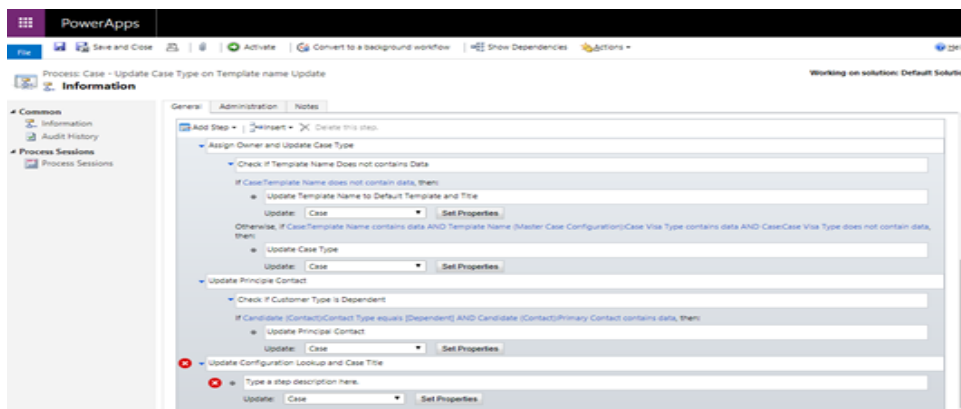 PowerApps
File
Save and Close
Activate
Convert to a background workflow
Show Dependencies
Actions
Process: Case - Update Case Type on Template name Update
Information
Working on solution: Default
Common
Information
Audit History
Process Sessions
Process Sessions
General Administration Notes
Add Step Insert Delete this step.
Assign Owner and Update Case Type
Check if Template Name Does not contains Data
If Case:Template Name does not contain data, then:
Update Template Name to Default Template and Title
Update: Case Set Properties
Otherwise, if Case:Template Name contains data AND Template Name (Master Case Configuration):Case Visa Type contains data AND Case:Case Visa Type does not contain data,
then:
Update Case Type
Update: Case Set Properties
Update Principle Contact
Check if Customer Type is Dependent
If Candidate (Contact):Contact Type equals [Dependent] AND Candidate (Contact):Primary Contact contains data, then:
Update Principal Contact
Update: Case Set Properties
Update Configuration Lookup and Case Title
Type a step description here.
Update: Case Set Properties